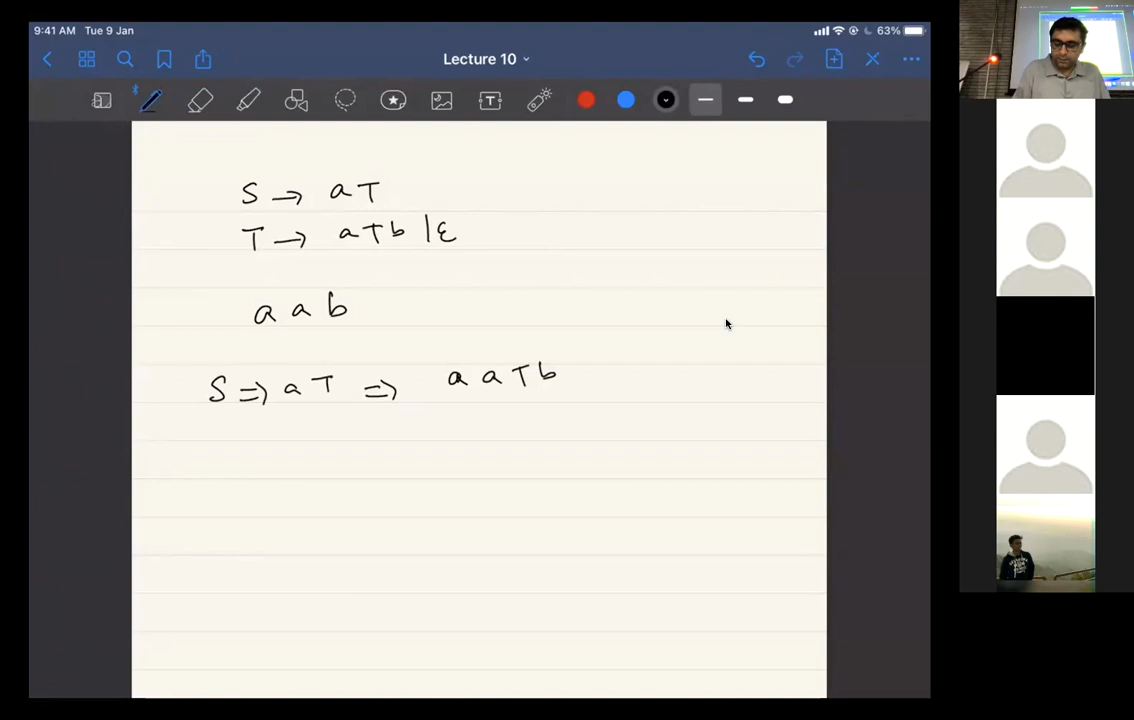 9:41 AM Tue 9 Jan
63%
Lecture 10
S → aT
T → aTb | ε
a a b
S ⇒ aT ⇒ a a T b